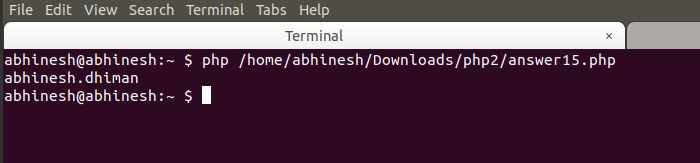 File Edit View Search Terminal Tabs Help
Terminal ×
abhinesh@abhinesh:~ $ php /home/abhinesh/Downloads/php2/answer15.php
abhinesh.dhiman
abhinesh@abhinesh:~ $